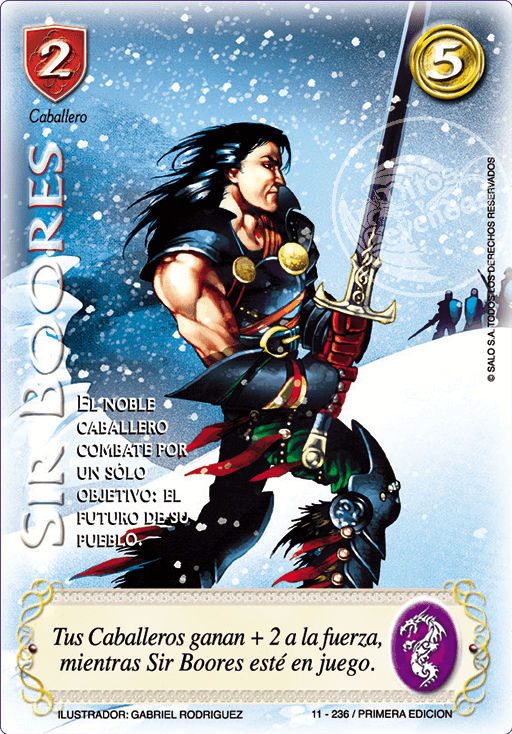 2
5
Caballero
SIR BOORES
EL NOBLE
CABALLERO
COMBATE POR
UN SÓLO
OBJETIVO: EL
FUTURO DE SU
PUEBLO.
© SALO S.A. TODOS LOS DERECHOS RESERVADOS
Tus Caballeros ganan + 2 a la fuerza,
mientras Sir Boores esté en juego.
ILUSTRADOR: GABRIEL RODRIGUEZ
11 - 236 / PRIMERA EDICION